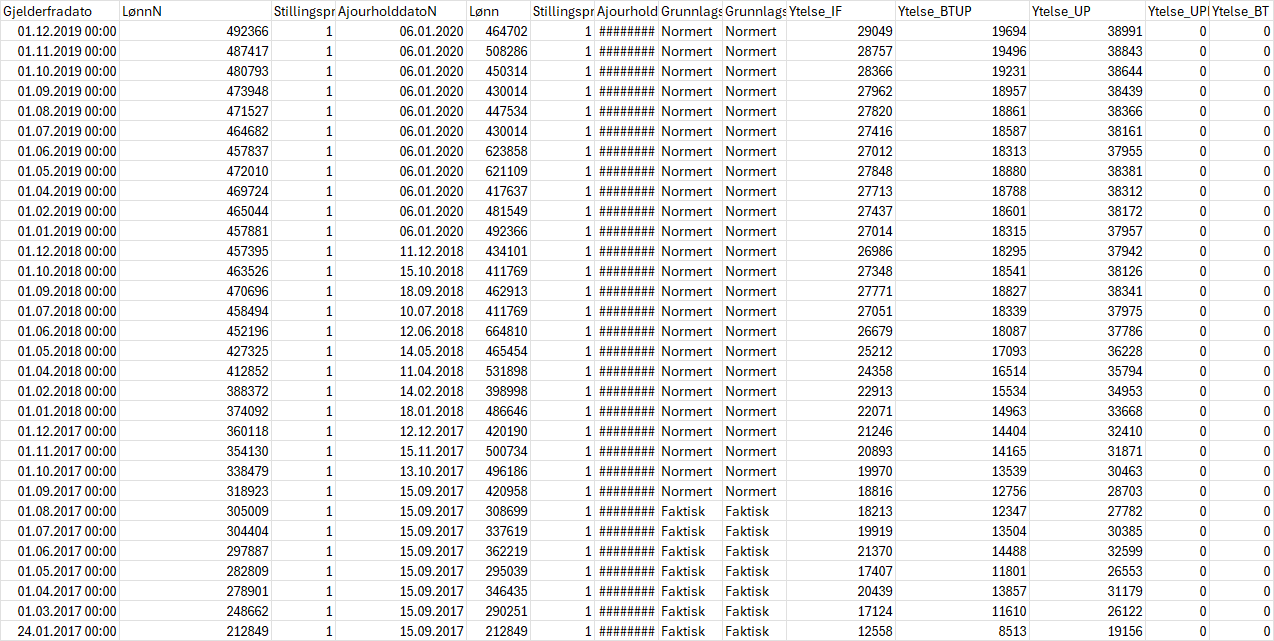 Gjelderfradato LønnN Stillingspr AjourholddatoN Lønn Stillingspr Ajourhold Grunnlags Grunnlags Ytelse_IF Ytelse_BTUP Ytelse_UP Ytelse_UP Ytelse_BT
01.12.2019 00:00 492366 1 06.01.2020 464702 1 ######## Normert Normert 29049 19694 38991 0 0
01.11.2019 00:00 487417 1 06.01.2020 508286 1 ######## Normert Normert 28757 19496 38843 0 0
01.10.2019 00:00 480793 1 06.01.2020 450314 1 ######## Normert Normert 28366 19231 38644 0 0
01.09.2019 00:00 473948 1 06.01.2020 430014 1 ######## Normert Normert 27962 18957 38439 0 0
01.08.2019 00:00 471527 1 06.01.2020 447534 1 ######## Normert Normert 27820 18861 38366 0 0
01.07.2019 00:00 464682 1 06.01.2020 430014 1 ######## Normert Normert 27416 18587 38161 0 0
01.06.2019 00:00 457837 1 06.01.2020 623858 1 ######## Normert Normert 27012 18313 37955 0 0
01.05.2019 00:00 472010 1 06.01.2020 621109 1 ######## Normert Normert 27848 18880 38381 0 0
01.04.2019 00:00 469724 1 06.01.2020 417637 1 ######## Normert Normert 27713 18788 38312 0 0
01.02.2019 00:00 465044 1 06.01.2020 481549 1 ######## Normert Normert 27437 18601 38172 0 0
01.01.2019 00:00 457881 1 06.01.2020 492366 1 ######## Normert Normert 27014 18315 37957 0 0
01.12.2018 00:00 457395 1 11.12.2018 434101 1 ######## Normert Normert 26986 18295 37942 0 0
01.10.2018 00:00 463526 1 15.10.2018 411769 1 ######## Normert Normert 27348 18541 38126 0 0
01.09.2018 00:00 470696 1 18.09.2018 462913 1 ######## Normert Normert 27771 18827 38341 0 0
01.07.2018 00:00 458494 1 10.07.2018 411769 1 ######## Normert Normert 27051 18339 37975 0 0
01.06.2018 00:00 452196 1 12.06.2018 664810 1 ######## Normert Normert 26679 18087 37786 0 0
01.05.2018 00:00 427325 1 14.05.2018 465454 1 ######## Normert Normert 25212 17093 36228 0 0
01.04.2018 00:00 412852 1 11.04.2018 531898 1 ######## Normert Normert 24358 16514 35794 0 0
01.02.2018 00:00 388372 1 14.02.2018 398998 1 ######## Normert Normert 22913 15534 34953 0 0
01.01.2018 00:00 374092 1 18.01.2018 486646 1 ######## Normert Normert 22071 14963 33668 0 0
01.12.2017 00:00 360118 1 12.12.2017 420190 1 ######## Normert Normert 21246 14404 32410 0 0
01.11.2017 00:00 354130 1 15.11.2017 500734 1 ######## Normert Normert 20893 14165 31871 0 0
01.10.2017 00:00 338479 1 13.10.2017 496186 1 ######## Normert Normert 19970 13539 30463 0 0
01.09.2017 00:00 318923 1 15.09.2017 420958 1 ######## Normert Normert 18816 12756 28703 0 0
01.08.2017 00:00 305009 1 15.09.2017 308699 1 ######## Faktisk Faktisk 18213 12347 27782 0 0
01.07.2017 00:00 304404 1 15.09.2017 337619 1 ######## Faktisk Faktisk 19919 13504 30385 0 0
01.06.2017 00:00 297887 1 15.09.2017 362219 1 ######## Faktisk Faktisk 21370 14488 32599 0 0
01.05.2017 00:00 282809 1 15.09.2017 295039 1 ######## Faktisk Faktisk 17407 11801 26553 0 0
01.04.2017 00:00 278901 1 15.09.2017 346435 1 ######## Faktisk Faktisk 20439 13857 31179 0 0
01.03.2017 00:00 248662 1 15.09.2017 290251 1 ######## Faktisk Faktisk 17124 11610 26122 0 0
24.01.2017 00:00 212849 1 15.09.2017 212849 1 ######## Faktisk Faktisk 12558 8513 19156 0 0